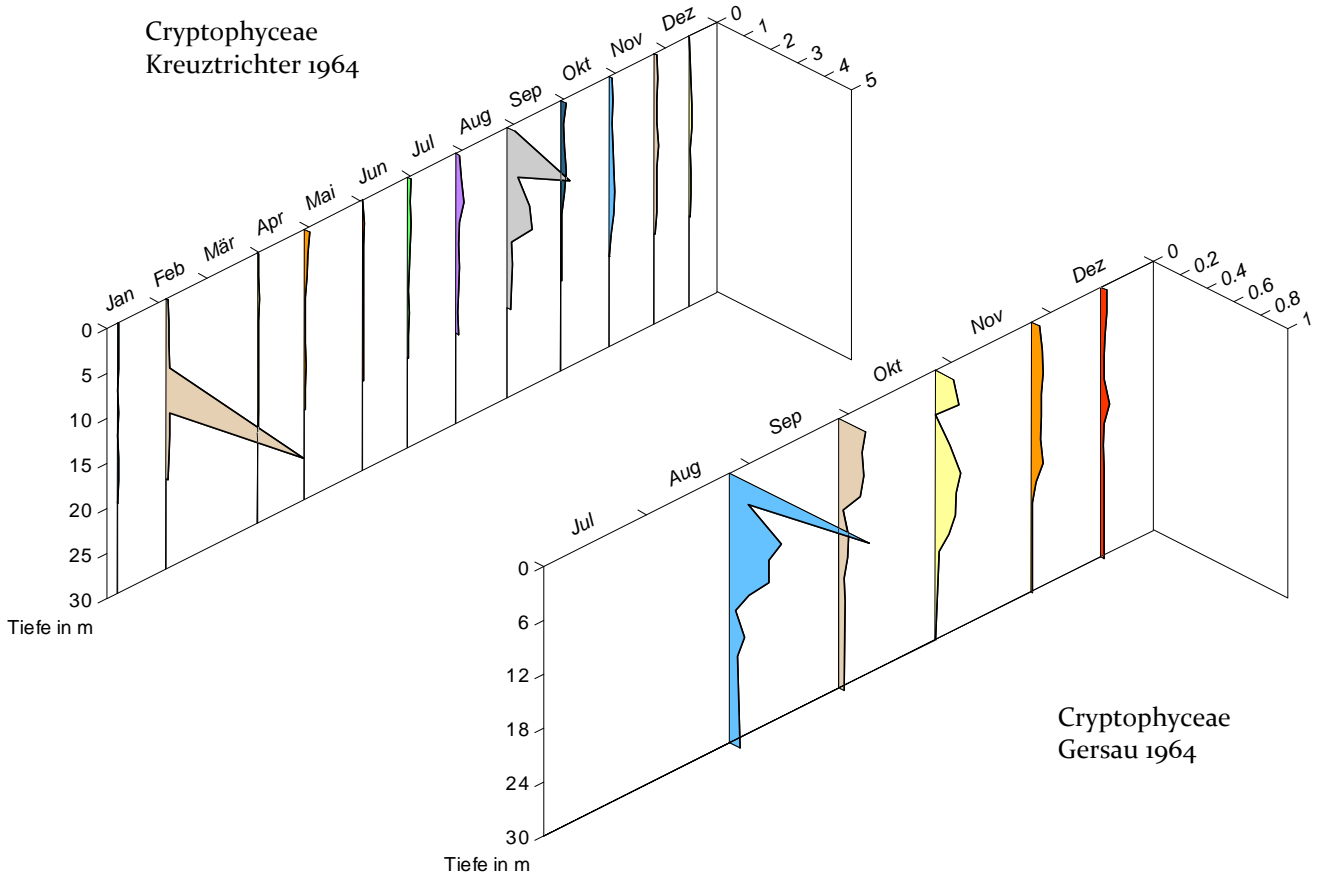 Cryptophyceae
Kreuztrichter 1964
Jan
Feb
Mär
Apr
Mai
Jun
Jul
Aug
Sep
Okt
Nov
Dez
0
1
2
3
4
5
0
5
10
15
20
25
30
Tiefe in m
Jul
Aug
Sep
Okt
Nov
Dez
0
0.2
0.4
0.6
0.8
1
0
6
12
18
24
30
Tiefe in m
Cryptophyceae
Gersau 1964